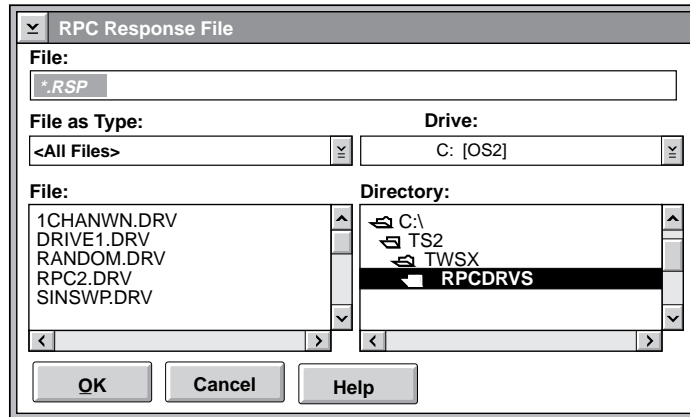 RPC Response File
File:
*.RSP
File as Type:
Drive:
<All Files>
C: [OS2]
File:
Directory:
1CHANWN.DRV
DRIVE1.DRV
RANDOM.DRV
RPC2.DRV
SINSWP.DRV
C:\
TS2
TWSX
RPCDRVS
OK
Cancel
Help